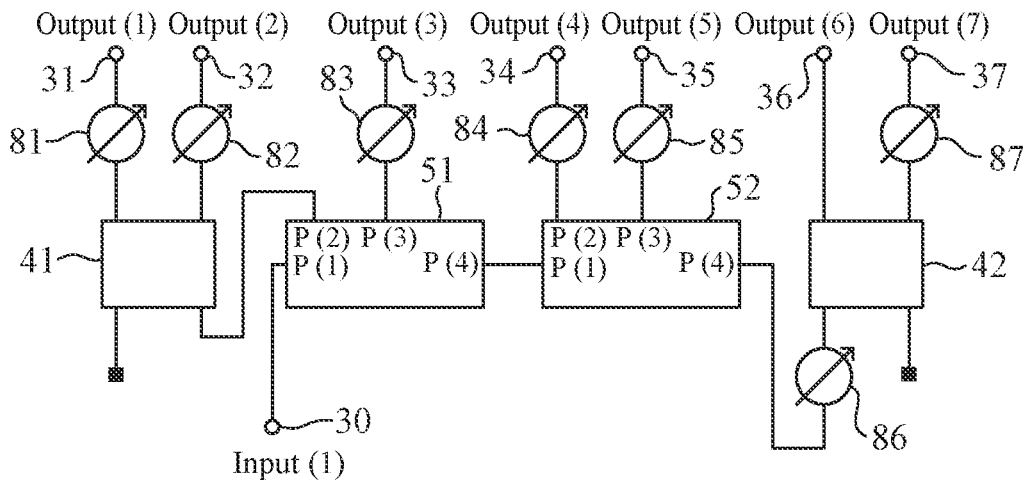 Output (1) Output (2) Output (3) Output (4) Output (5) Output (6) Output (7)
31 32 83 33 34 35 36 37
81 82 84 85 87
51 52
P (2) P (3) P (2) P (3)
41 P (1) P (4) P (1) P (4) 42
30 86
Input (1)